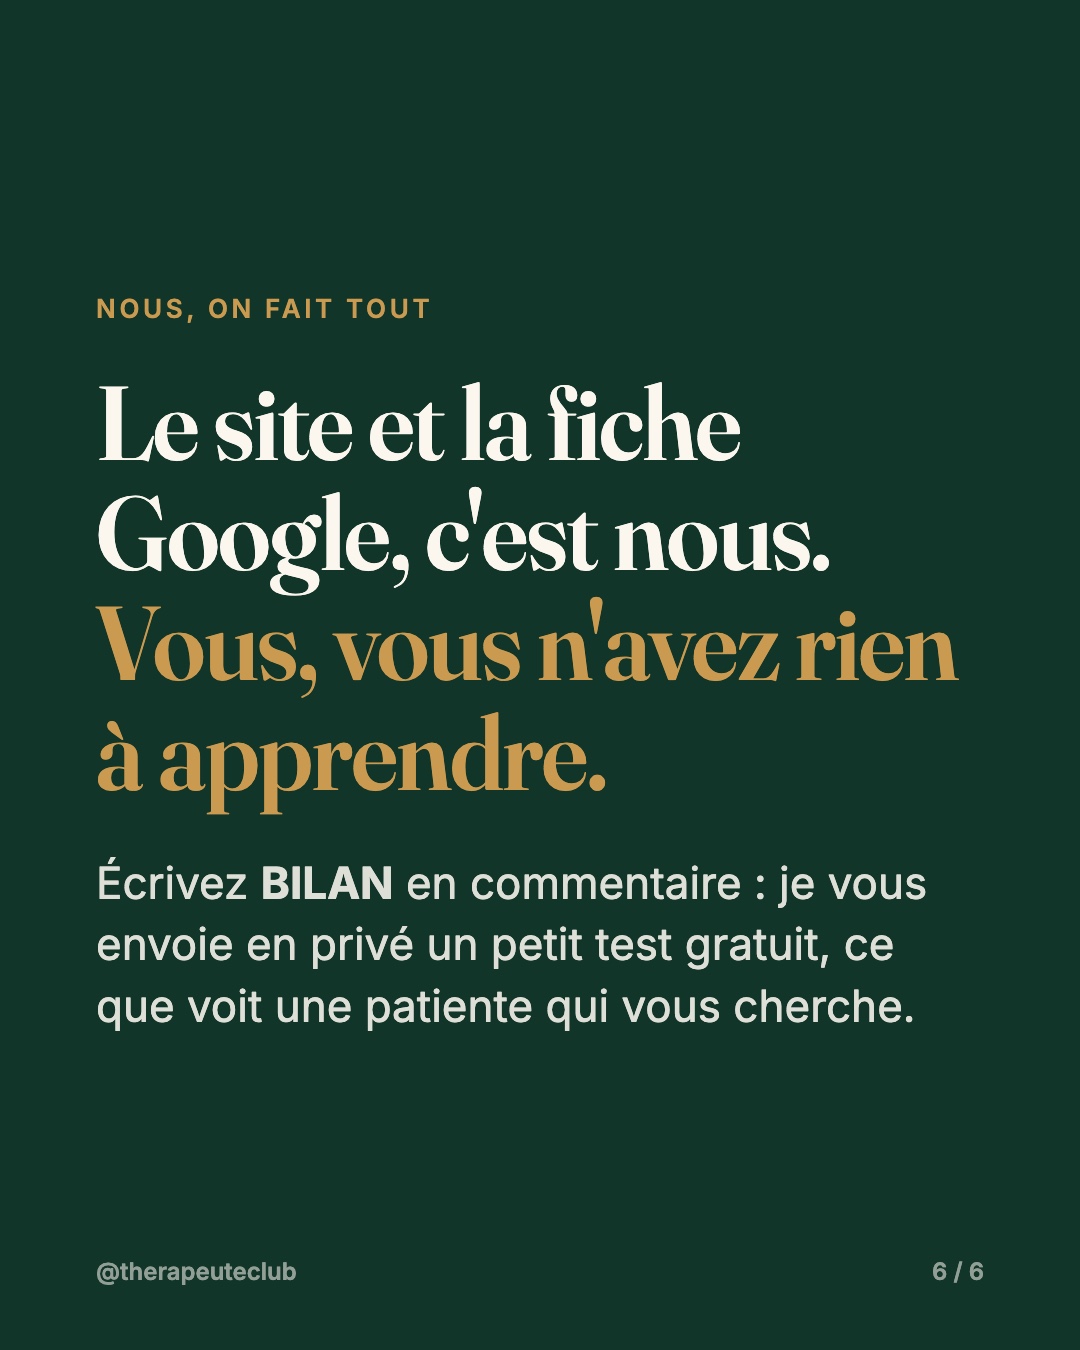 NOUS, ON FAIT TOUT
Le site et la fiche
Google, c'est nous.
Vous, vous n'avez rien
à apprendre.
Écrivez BILAN en commentaire : je vous
envoie en privé un petit test gratuit, ce
que voit une patiente qui vous cherche.
@therapeuteclub
6 / 6